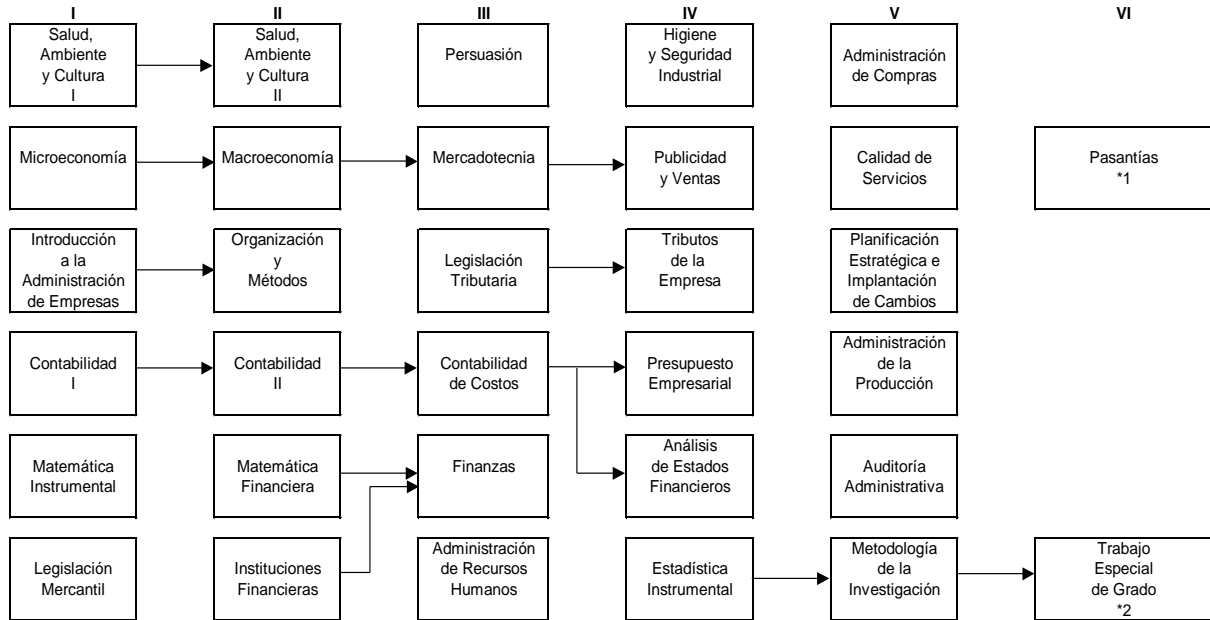 I
II
III
IV
V
VI
Salud,
Ambiente
y Cultura
I
Salud,
Ambiente
y Cultura
II
Persuasión
Higiene
y Seguridad
Industrial
Administración
de Compras
Microeconomía
Macroeconomía
Mercadotecnia
Publicidad
y Ventas
Calidad de
Servicios
Pasantías
*1
Introducción
a la
Administración
de Empresas
Organización
y
Métodos
Legislación
Tributaria
Tributos
de la
Empresa
Planificación
Estratégica e
Implantación
de Cambios
Contabilidad
I
Contabilidad
II
Contabilidad
de Costos
Presupuesto
Empresarial
Administración
de la
Producción
Matemática
Instrumental
Matemática
Financiera
Finanzas
Análisis
de Estados
Financieros
Auditoría
Administrativa
Legislación
Mercantil
Instituciones
Financieras
Administración
de Recursos
Humanos
Estadística
Instrumental
Metodología
de la
Investigación
Trabajo
Especial
de Grado
*2